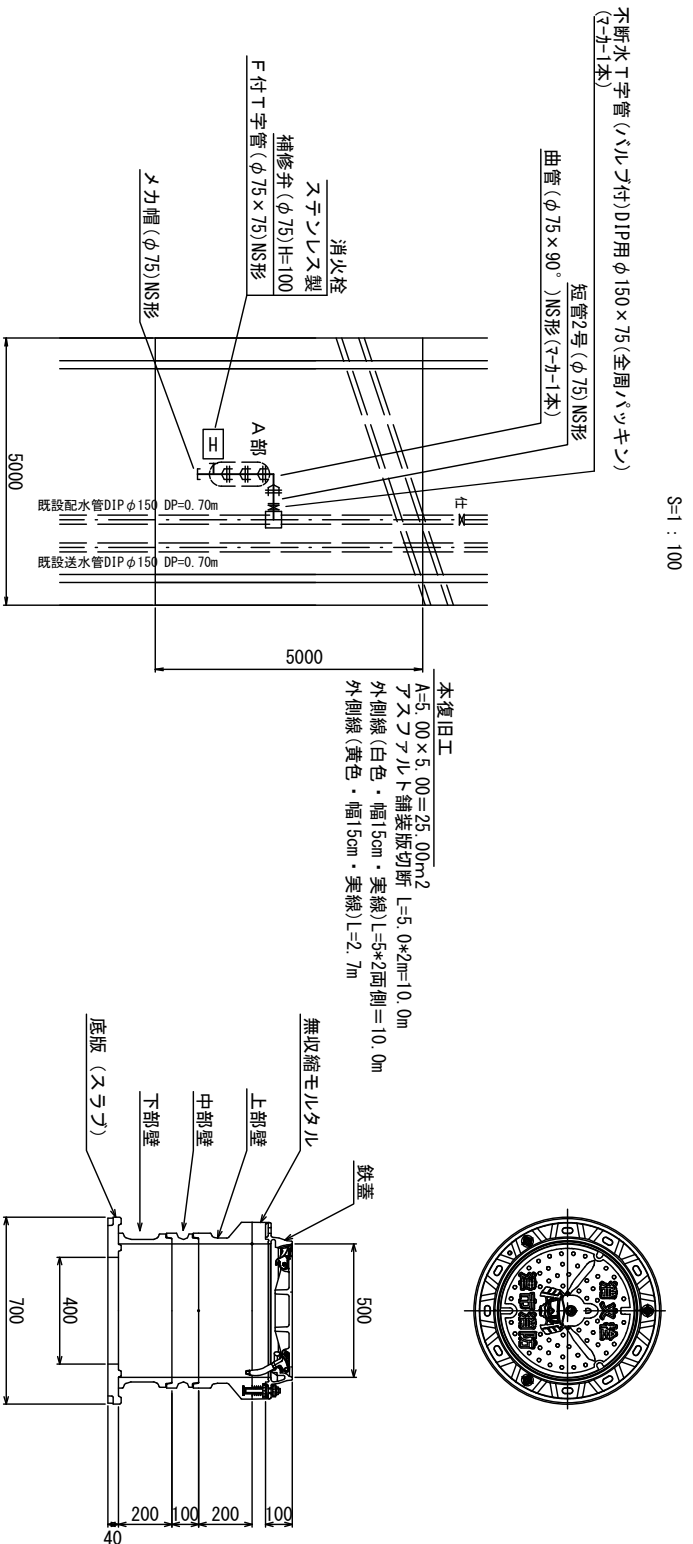 S=1 : 100
不断水T字管(バルブ付)DIP用φ150×75(全周パッキン)
(マーカー1本)
短管2号(φ75)NS形
曲管(φ75×90°)NS形(マーカー1本)
消火栓
ステンレス製
補修弁(φ75)H=100
F付T字管(φ75×75)NS形
メカ帽(φ75)NS形
仕
A部
H
既設配水管DIPφ150 DP=0.70m
既設送水管DIPφ150 DP=0.70m
5000
5000
本復旧工
A=5.00×5.00=25.00m2
アスファルト舗装版切断 L=5.0*2m=10.0m
外側線(白色・幅15cm・実線)L=5*2両側=10.0m
外側線(黄色・幅15cm・実線)L=2.7m
消火栓
津市消防
鉄蓋
無収縮モルタル
上部壁
中部壁
下部壁
底版(スラブ)
500
400
700
100
200
100
200
40